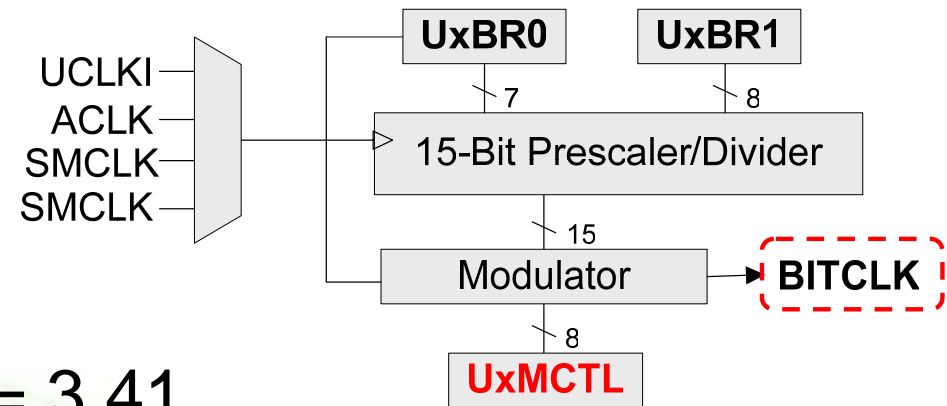 UxBR0
UxBR1
UCLKI
7
8
ACLK
15-Bit Prescaler/Divider
SMCLK
SMCLK
15
Modulator
BITCLK
8
UxMCTL
= 3.41